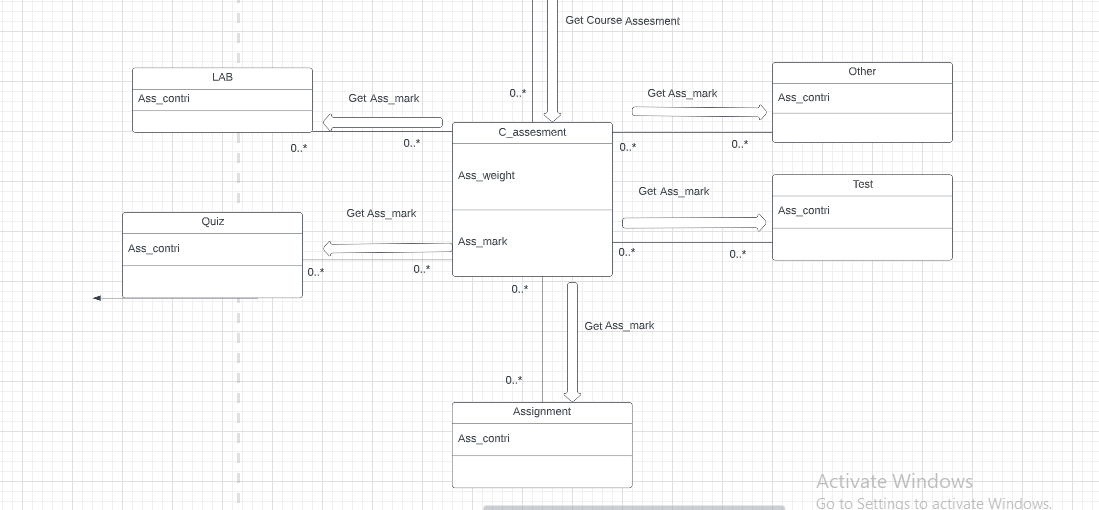 Get Course Assesment
LAB
Ass_contri
Get Ass_mark
0..*
Get Ass_mark
Other
Ass_contri
0..*
0..*
C_assesment
0..*
0..*
Ass_weight
Ass_mark
Get Ass_mark
Test
Ass_contri
0..*
0..*
Quiz
Ass_contri
Get Ass_mark
0..*
0..*
0..*
Get Ass_mark
0..*
Assignment
Ass_contri
Activate Windows
Go to Settings to activate Windows.